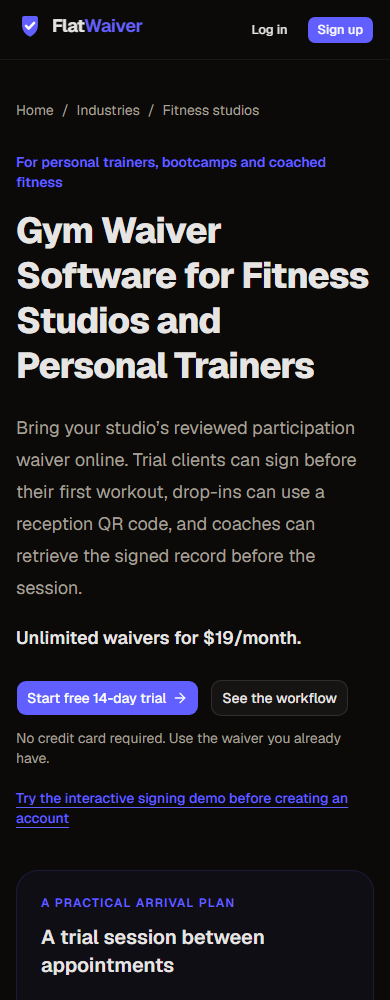 FlatWaiver
Log in
Sign up
Home / Industries / Fitness studios
For personal trainers, bootcamps and coached
fitness
Gym Waiver
Software for Fitness
Studios and
Personal Trainers
Bring your studio's reviewed participation
waiver online. Trial clients can sign before
their first workout, drop-ins can use a
reception QR code, and coaches can
retrieve the signed record before the
session.
Unlimited waivers for $19/month.
Start free 14-day trial →
See the workflow
No credit card required. Use the waiver you already
have.
Try the interactive signing demo before creating an
account
A PRACTICAL ARRIVAL PLAN
A trial session between
appointments